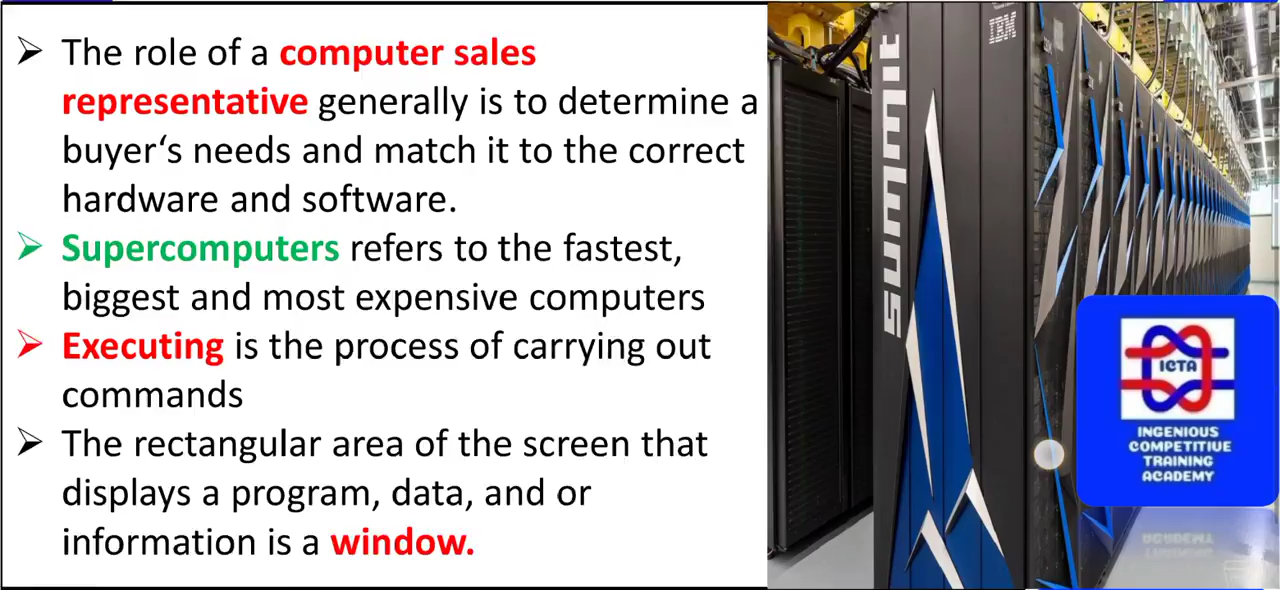 The role of a computer sales
representative generally is to determine a
buyer‘s needs and match it to the correct
hardware and software.
Supercomputers refers to the fastest,
biggest and most expensive computers
Executing is the process of carrying out
commands
The rectangular area of the screen that
displays a program, data, and or
information is a window.
summit
IBM
ICTA
INGENIOUS
COMPETITIVE
TRAINING
ACADEMY